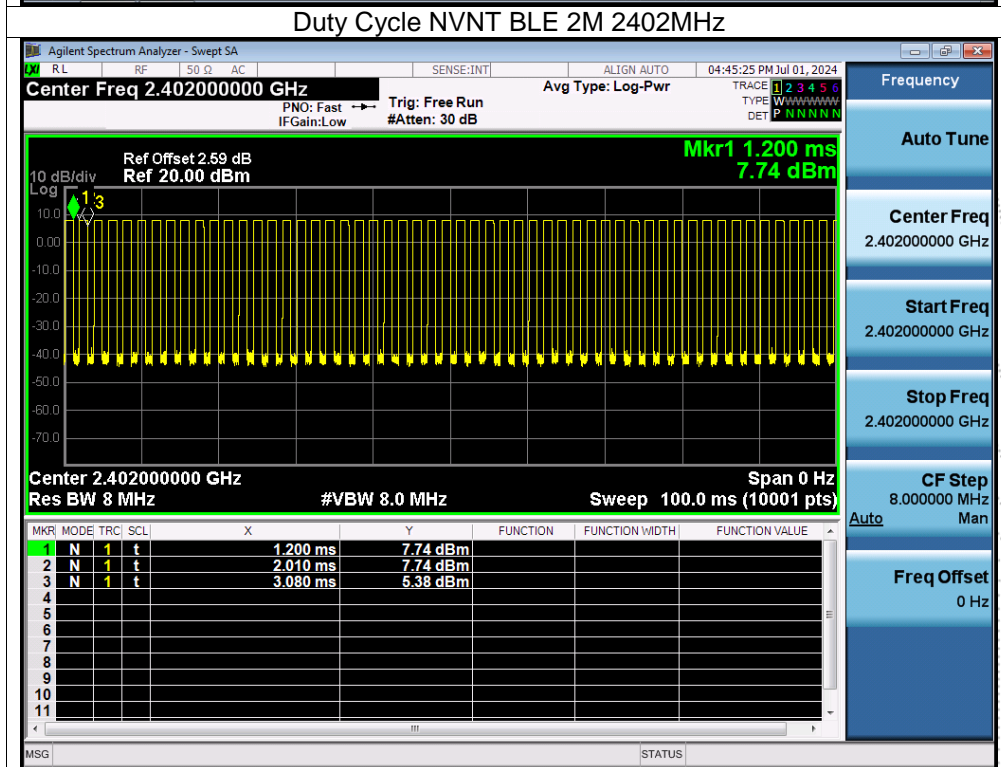 Duty Cycle NVNT BLE 2M 2402MHz
Agilent Spectrum Analyzer - Swept SA
LXI RL RF 50 Ω AC SENSE:INT ALIGN AUTO 04:45:25 PM Jul 01, 2024
Center Freq 2.402000000 GHz
PNO: Fast
IFGain:Low
Trig: Free Run
#Atten: 30 dB
Avg Type: Log-Pwr
TRACE 1 2 3 4 5 6
TYPE WWWWWW
DET P N N N N N
Ref Offset 2.59 dB
Ref 20.00 dBm
10 dB/div
Log
Mkr1 1.200 ms
7.74 dBm
1 3
10.0
0.00
-10.0
-20.0
-30.0
-40.0
-50.0
-60.0
-70.0
Center 2.402000000 GHz
Span 0 Hz
Res BW 8 MHz
#VBW 8.0 MHz
Sweep 100.0 ms (10001 pts)
MKR MODE TRC SCL X Y FUNCTION FUNCTION WIDTH FUNCTION VALUE
1 N 1 t 1.200 ms 7.74 dBm
2 N 1 t 2.010 ms 7.74 dBm
3 N 1 t 3.080 ms 5.38 dBm
4
5
6
7
8
9
10
11
MSG
STATUS
Frequency
Auto Tune
Center Freq
2.402000000 GHz
Start Freq
2.402000000 GHz
Stop Freq
2.402000000 GHz
CF Step
8.000000 MHz
Auto Man
Freq Offset
0 Hz